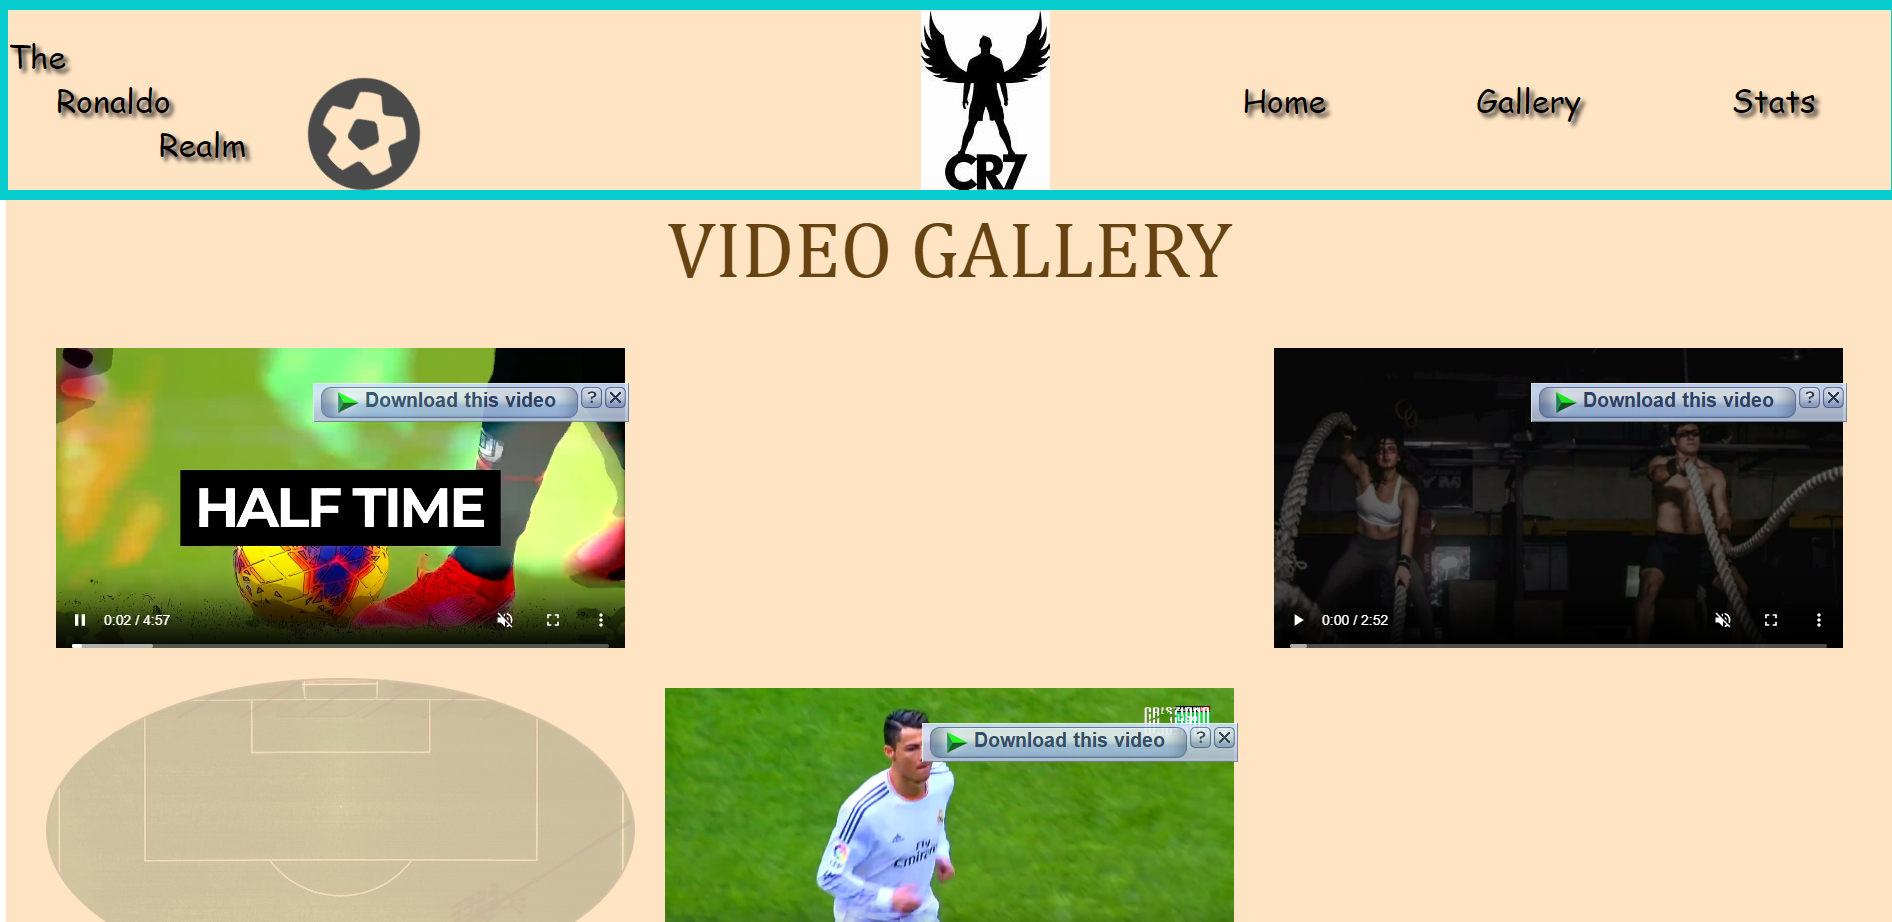 The
Ronaldo
Realm
CR7
Home
Gallery
Stats
VIDEO GALLERY
Download this video
?
HALF TIME
0:02 / 4:57
Download this video
?
0:00 / 2:52
CRISTIANO
Download this video
?
Fly
Emirates